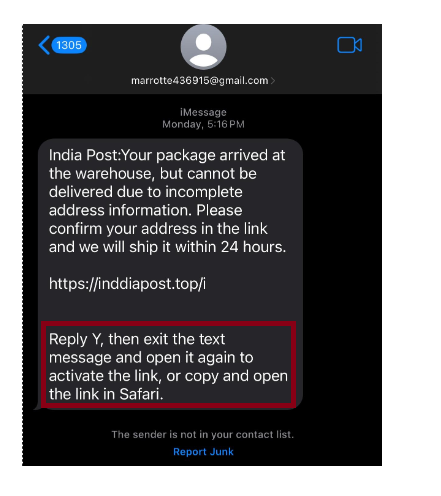 1305
marrotte436915@gmail.com >
iMessage
Monday, 5:16 PM
India Post:Your package arrived at
the warehouse, but cannot be
delivered due to incomplete
address information. Please
confirm your address in the link
and we will ship it within 24 hours.
https://inddiapost.top/i
Reply Y, then exit the text
message and open it again to
activate the link, or copy and open
the link in Safari.
The sender is not in your contact list.
Report Junk